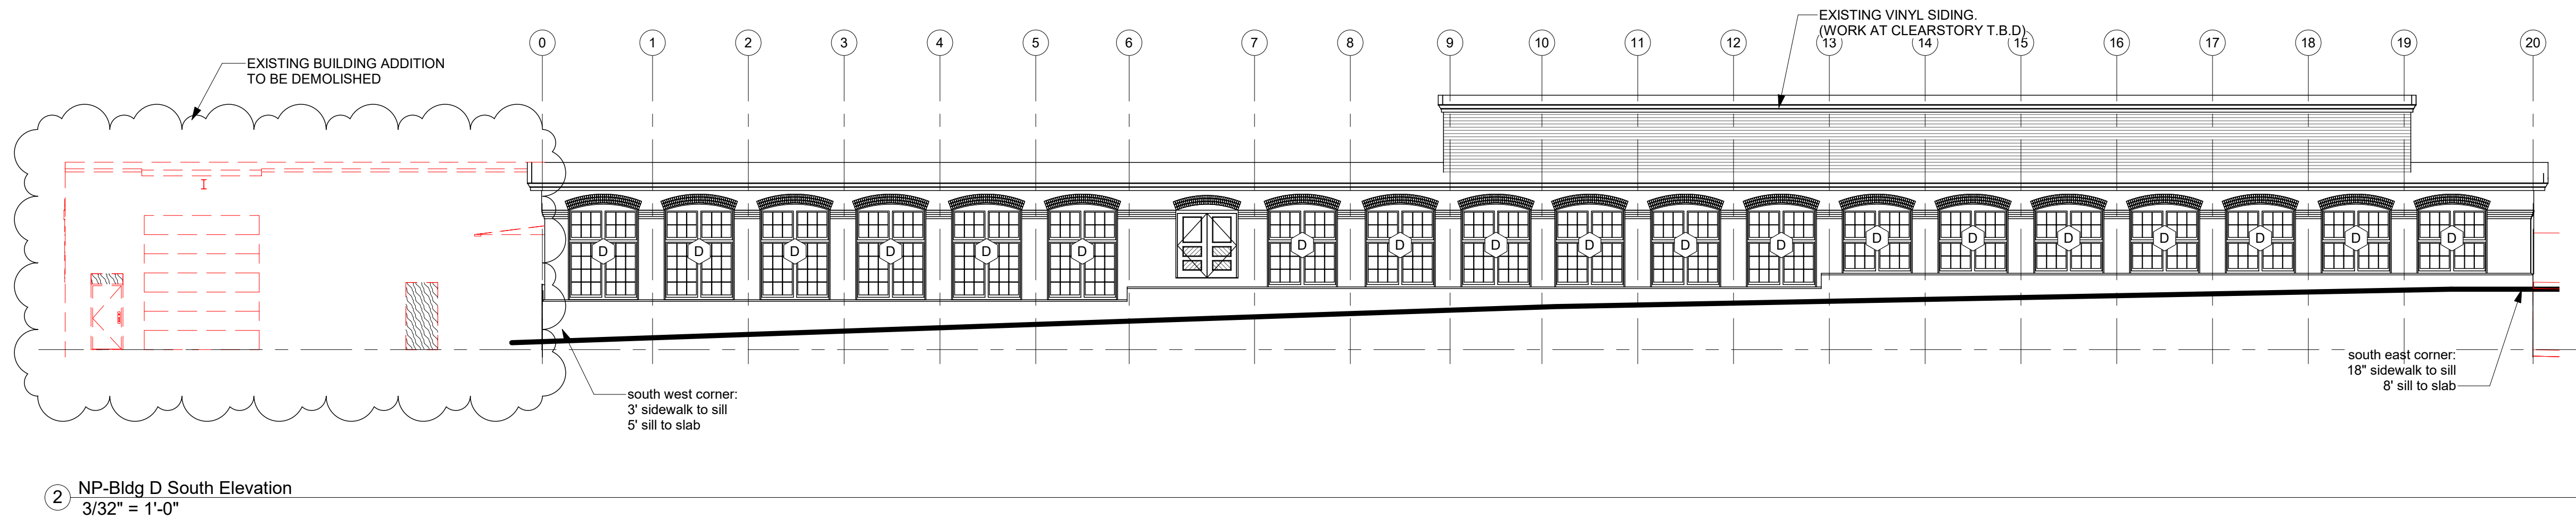 EXISTING VINYL SIDING.
(WORK AT CLEARSTORY T.B.D)
0 1 2 3 4 5 6 7 8 9 10 11 12 13 14 15 16 17 18 19 20
EXISTING BUILDING ADDITION
TO BE DEMOLISHED
I
D D D D D D D D D D D D D D D D D D D
south west corner:
3' sidewalk to sill
5' sill to slab
south east corner:
18" sidewalk to sill
8' sill to slab
2
NP-Bldg D South Elevation
3/32" = 1'-0"